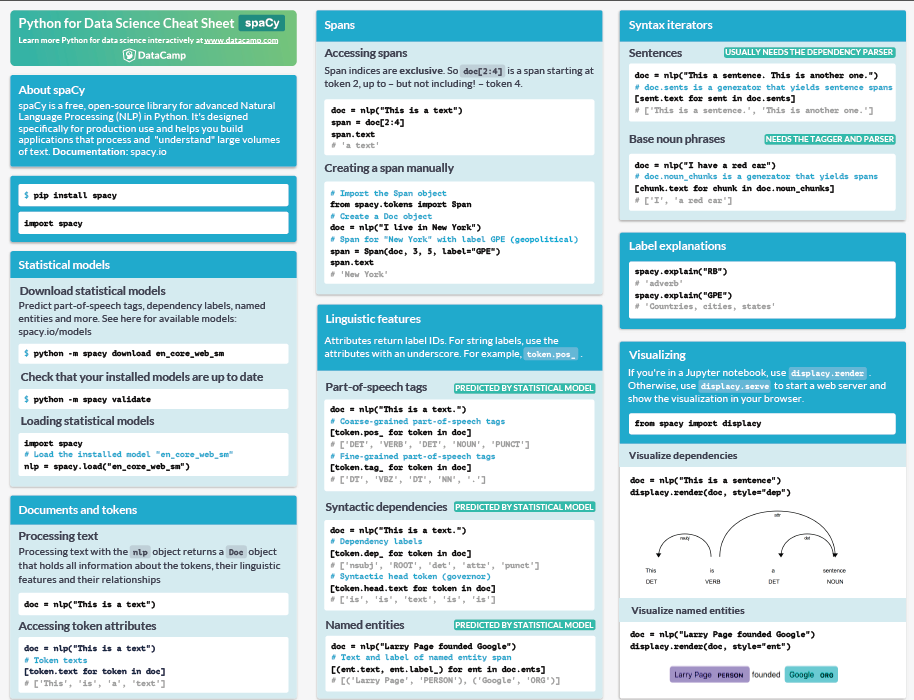 Python for Data Science Cheat Sheet spaCy
Learn more Python for data science interactively at www.datacamp.com
DataCamp
About spaCy
spaCy is a free, open-source library for advanced Natural
Language Processing (NLP) in Python. It's designed
specifically for production use and helps you build
applications that process and "understand" large volumes
of text. Documentation: spacy.io
$ pip install spacy
import spacy
Statistical models
Download statistical models
Predict part-of-speech tags, dependency labels, named
entities and more. See here for available models:
spacy.io/models
$ python -m spacy download en_core_web_sm
Check that your installed models are up to date
$ python -m spacy validate
Loading statistical models
import spacy
# Load the installed model "en_core_web_sm"
nlp = spacy.load("en_core_web_sm")
Documents and tokens
Processing text
Processing text with the nlp object returns a Doc object
that holds all information about the tokens, their linguistic
features and their relationships
doc = nlp("This is a text")
Accessing token attributes
doc = nlp("This is a text")
# Token texts
[token.text for token in doc]
# ['This', 'is', 'a', 'text']
Spans
Accessing spans
Span indices are exclusive. So doc[2:4] is a span starting at
token 2, up to – but not including! – token 4.
doc = nlp("This is a text")
span = doc[2:4]
span.text
# 'a text'
Creating a span manually
# Import the Span object
from spacy.tokens import Span
# Create a Doc object
doc = nlp("I live in New York")
# Span for "New York" with label GPE (geopolitical)
span = Span(doc, 3, 5, label="GPE")
span.text
# 'New York'
Linguistic features
Attributes return label IDs. For string labels, use the
attributes with an underscore. For example, token.pos_ .
Part-of-speech tags PREDICTED BY STATISTICAL MODEL
doc = nlp("This is a text.")
# Coarse-grained part-of-speech tags
[token.pos_ for token in doc]
# ['DET', 'VERB', 'DET', 'NOUN', 'PUNCT']
# Fine-grained part-of-speech tags
[token.tag_ for token in doc]
# ['DT', 'VBZ', 'DT', 'NN', '.']
Syntactic dependencies PREDICTED BY STATISTICAL MODEL
doc = nlp("This is a text.")
# Dependency labels
[token.dep_ for token in doc]
# ['nsubj', 'ROOT', 'det', 'attr', 'punct']
# Syntactic head token (governor)
[token.head.text for token in doc]
# ['is', 'is', 'text', 'is', 'is']
Named entities PREDICTED BY STATISTICAL MODEL
doc = nlp("Larry Page founded Google")
# Text and label of named entity span
[(ent.text, ent.label_) for ent in doc.ents]
# [('Larry Page', 'PERSON'), ('Google', 'ORG')]
Syntax iterators
Sentences USUALLY NEEDS THE DEPENDENCY PARSER
doc = nlp("This a sentence. This is another one.")
# doc.sents is a generator that yields sentence spans
[sent.text for sent in doc.sents]
# ['This is a sentence.', 'This is another one.']
Base noun phrases NEEDS THE TAGGER AND PARSER
doc = nlp("I have a red car")
# doc.noun_chunks is a generator that yields spans
[chunk.text for chunk in doc.noun_chunks]
# ['I', 'a red car']
Label explanations
spacy.explain("RB")
# 'adverb'
spacy.explain("GPE")
# 'Countries, cities, states'
Visualizing
If you're in a Jupyter notebook, use displacy.render .
Otherwise, use displacy.serve to start a web server and
show the visualization in your browser.
from spacy import displacy
Visualize dependencies
doc = nlp("This is a sentence")
displacy.render(doc, style="dep")
attr
nsubj det
This is a sentence
DET VERB DET NOUN
Visualize named entities
doc = nlp("Larry Page founded Google")
displacy.render(doc, style="ent")
Larry Page PERSON founded Google ORG